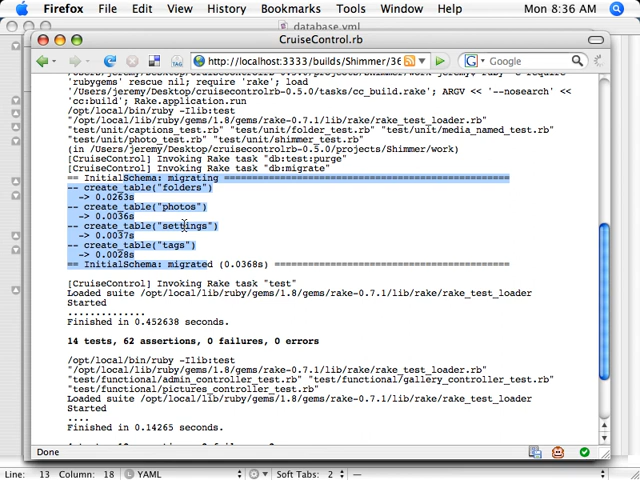 Firefox File Edit View History Bookmarks Tools Window Help Mon 8:36 AM
database.yml
CruiseControl.rb
http://localhost:3333/builds/Shimmer/36
Google
'rubygems' rescue nil; require 'rake'; load
'/Users/jeremy/Desktop/cruisecontrolrb-0.5.0/tasks/cc_build.rake'; ARGV << '--nosearch' <<
'cc:build'; Rake.application.run
/opt/local/bin/ruby -Ilib:test
"/opt/local/lib/ruby/gems/1.8/gems/rake-0.7.1/lib/rake/rake_test_loader.rb"
"test/unit/captions_test.rb" "test/unit/folder_test.rb" "test/unit/media_named_test.rb"
"test/unit/photo_test.rb" "test/unit/tag_test.rb"
(in /Users/jeremy/Desktop/cruisecontrolrb-0.5.0/projects/Shimmer/work)
[CruiseControl] Invoking Rake task "db:test:purge"
[CruiseControl] Invoking Rake task "db:migrate"
== InitialSchema: migrating ==================================================
-- create_table("folders")
-> 0.0263s
-- create_table("photos")
-> 0.0036s
-- create_table("settings")
-> 0.0037s
-- create_table("tags")
-> 0.0028s
== InitialSchema: migrated (0.0368s) =========================================
[CruiseControl] Invoking Rake task "test"
Loaded suite /opt/local/lib/ruby/gems/1.8/gems/rake-0.7.1/lib/rake/rake_test_loader
Started
..............
Finished in 0.452638 seconds.
14 tests, 62 assertions, 0 failures, 0 errors
/opt/local/bin/ruby -Ilib:test
"/opt/local/lib/ruby/gems/1.8/gems/rake-0.7.1/lib/rake/rake_test_loader.rb"
"test/functional/admin_controller_test.rb" "test/functional/gallery_controller_test.rb"
"test/functional/pictures_controller_test.rb"
Loaded suite /opt/local/lib/ruby/gems/1.8/gems/rake-0.7.1/lib/rake/rake_test_loader
Started
....
Finished in 0.14265 seconds.
Done
Line: 13 Column: 18 YAML Soft Tabs: 2